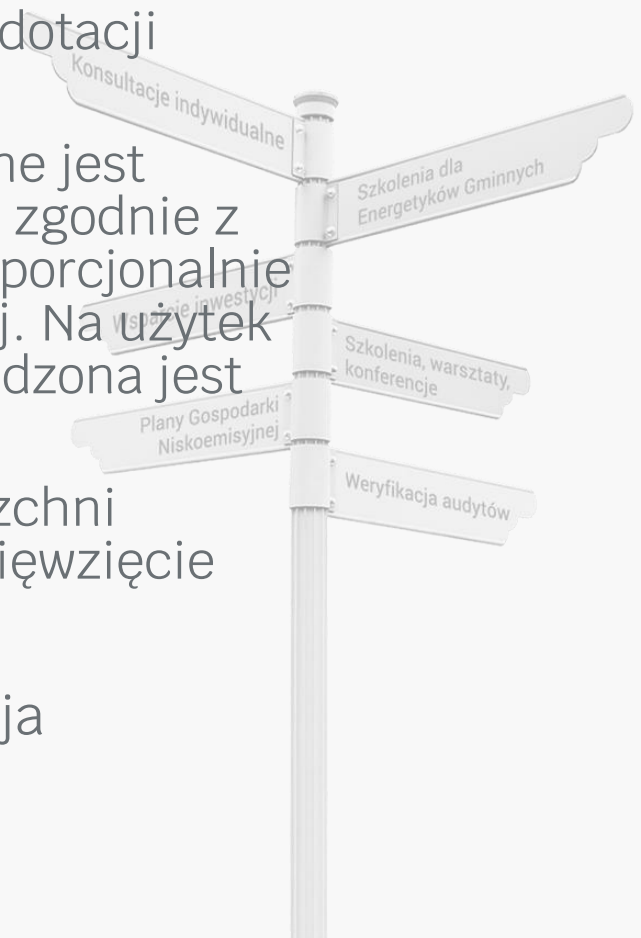 dotacji
Konsultacje indywidualne
ne jest
Szkolenia dla
Energetyków Gminnych
zgodnie z
porcjonalnie
Wsparcie inwestycji
j. Na użytek
Szkolenia, warsztaty,
konferencje
dzona jest
Plany Gospodarki
Niskoemisyjnej
Weryfikacja audytów
zchni
ięwzięcie
ja